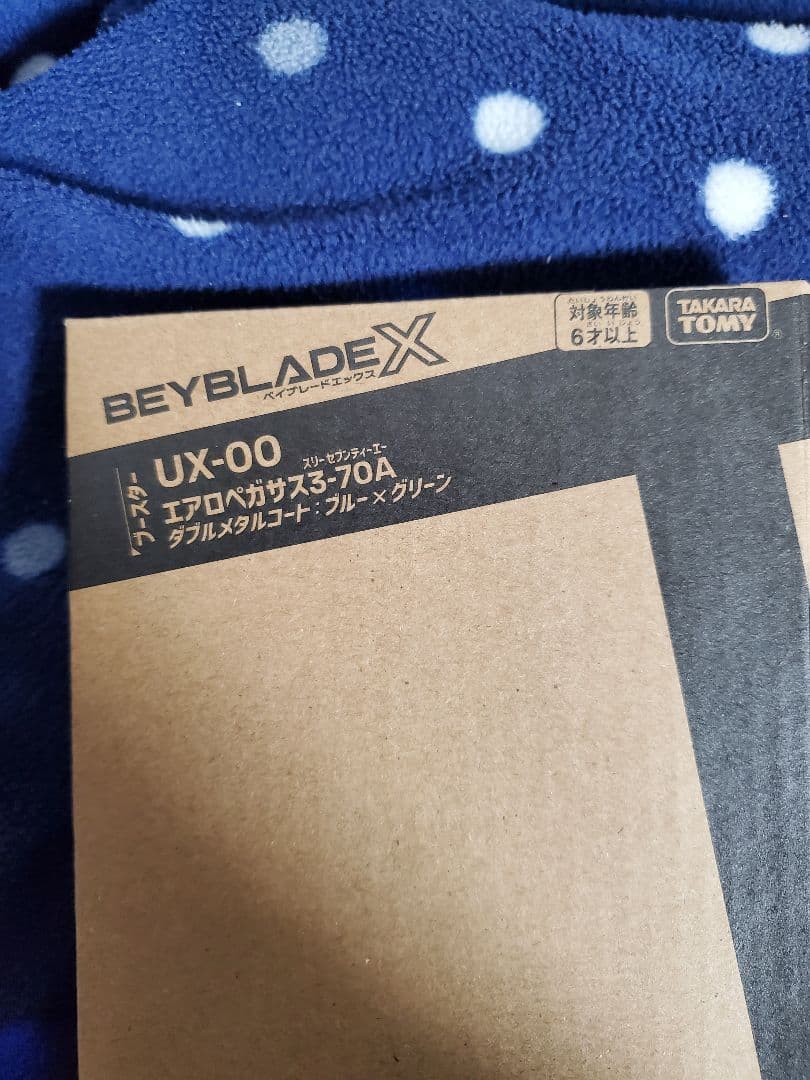 BEYBLADE X
ベイブレードエックス
たいしょうねんれい
対象年齢
さいいじょう
6才以上
TAKARA
TOMY
®
ブースター
UX-00
スリーセブンティーエー
エアロペガサス3-70A
ダブルメタルコート:ブルー×グリーン